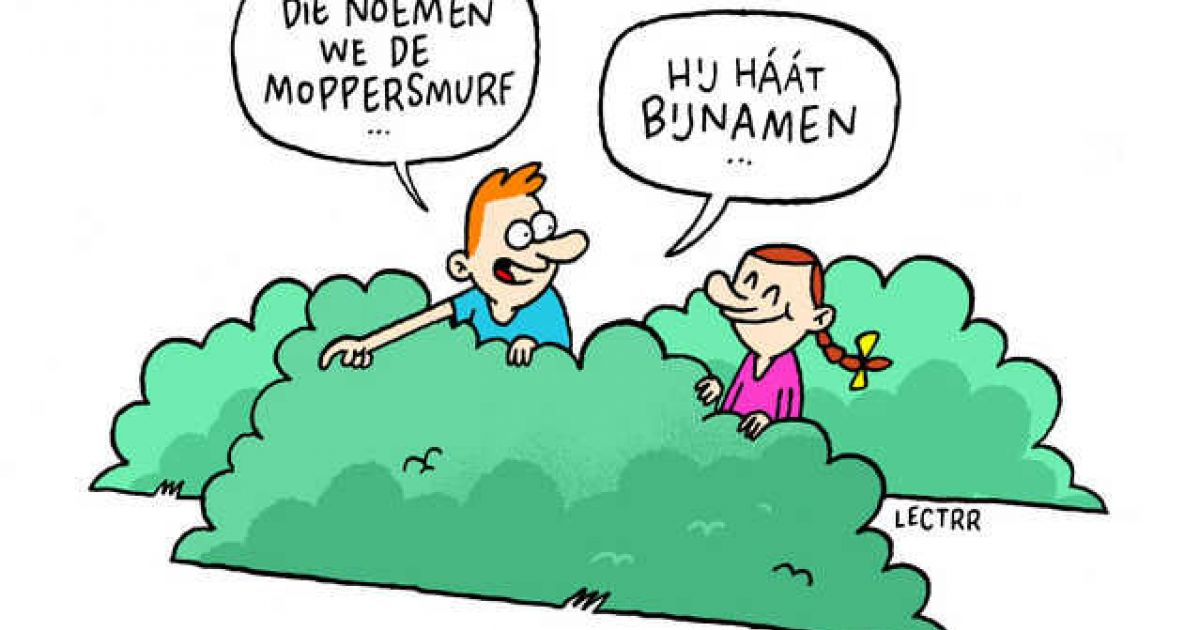 DIE NOEMEN
WE DE
MOPPERSMURF
...
HIJ HÁÁT
BIJNAMEN
...
LECTRR